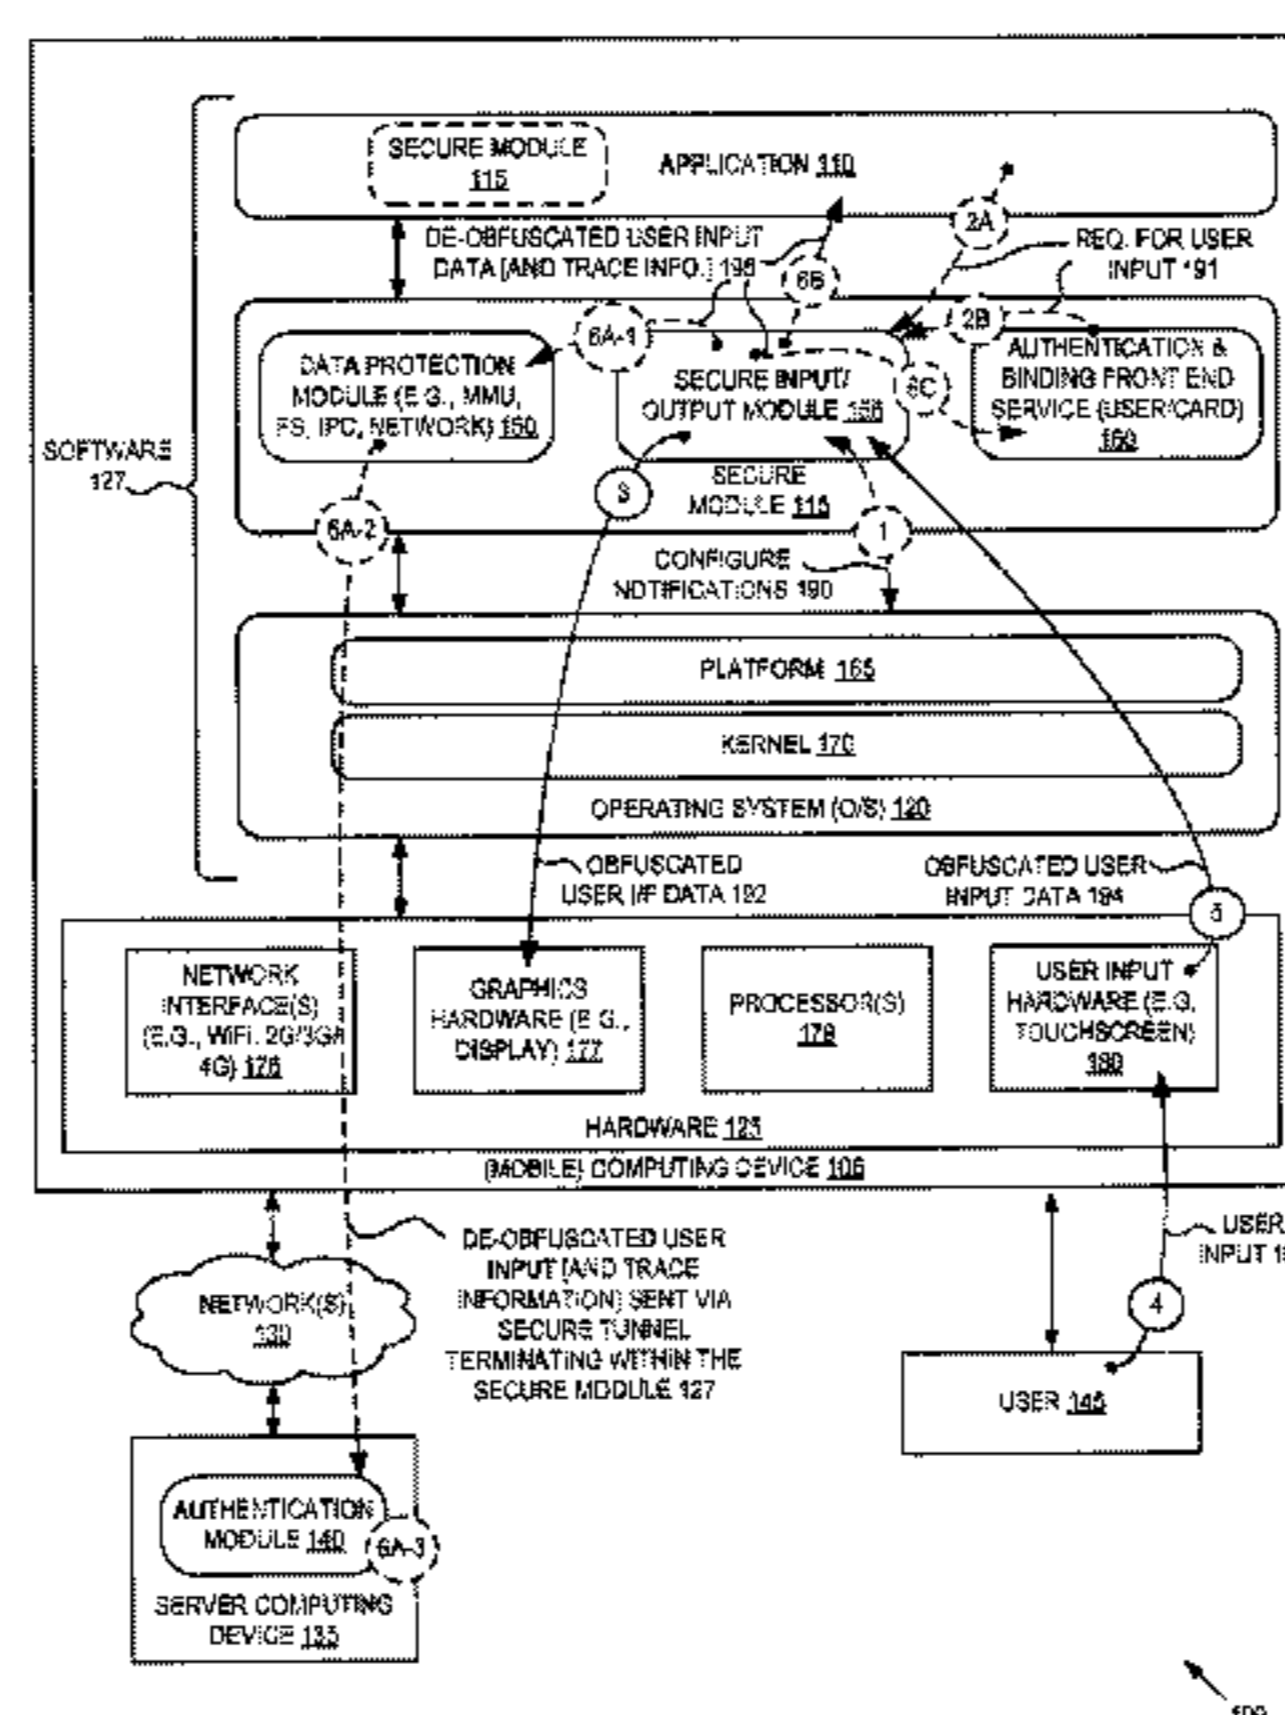 SECURE MODULE
115
APPLICATION 110
2A
DE-OBFUSCATED USER INPUT
DATA [AND TRACE INFO.] 196
REQ. FOR USER
INPUT 191
6B
6A-1
2B
DATA PROTECTION
MODULE (E.G., MMU,
FS, IPC, NETWORK) 150
SECURE INPUT/
OUTPUT MODULE 155
6C
AUTHENTICATION &
BINDING FRONT END
SERVICE (USER/CARD)
160
SOFTWARE
127
3
SECURE
MODULE 115
6A-2
1
CONFIGURE
NOTIFICATIONS 190
PLATFORM 165
KERNEL 170
OPERATING SYSTEM (O/S) 120
OBFUSCATED
USER I/F DATA 192
OBFUSCATED USER
INPUT DATA 194
5
NETWORK
INTERFACE(S)
(E.G., WIFI, 2G/3G/
4G) 175
GRAPHICS
HARDWARE (E.G.,
DISPLAY) 177
PROCESSOR(S)
179
USER INPUT
HARDWARE (E.G,
TOUCHSCREEN)
180
HARDWARE 125
(MOBILE) COMPUTING DEVICE 105
USER
INPUT
NETWORK(S)
130
DE-OBFUSCATED USER
INPUT [AND TRACE
INFORMATION] SENT VIA
SECURE TUNNEL
TERMINATING WITHIN THE
SECURE MODULE 127
4
USER 145
AUTHENTICATION
MODULE 140
6A-3
SERVER COMPUTING
DEVICE 135